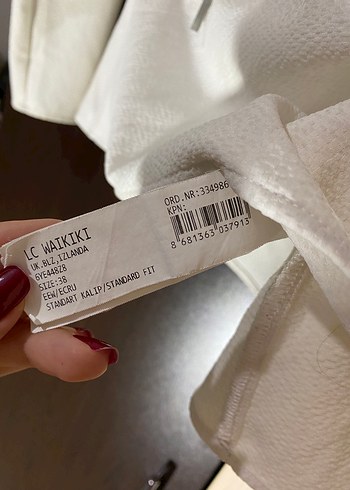 LC WAIKIKI
UK.BLZ,IZLANDA
6YE448Z8
SIZE:38
EEW/ECRU
STANDART KALIP/STANDARD FIT
ORD.NR:334986
KPN:
8 681363 037913